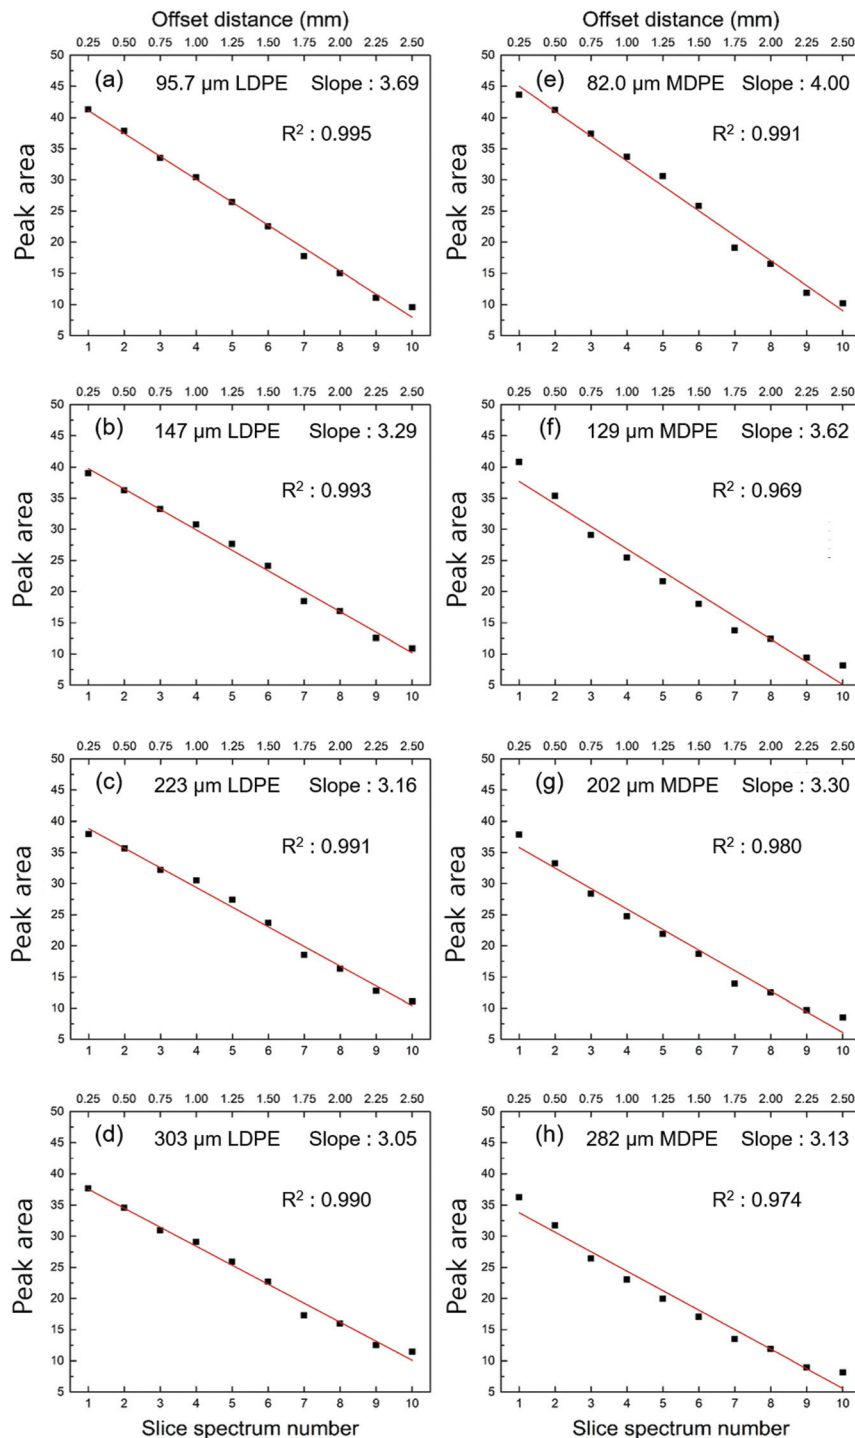 Offset distance (mm)
0.25 0.50 0.75 1.00 1.25 1.50 1.75 2.00 2.25 2.50
(a) 95.7 μm LDPE Slope : 3.69
R² : 0.995
50
45
40
35
30
25
20
15
10
5
Peak area
1 2 3 4 5 6 7 8 9 10
0.25 0.50 0.75 1.00 1.25 1.50 1.75 2.00 2.25 2.50
(b) 147 μm LDPE Slope : 3.29
R² : 0.993
50
45
40
35
30
25
20
15
10
5
Peak area
1 2 3 4 5 6 7 8 9 10
0.25 0.50 0.75 1.00 1.25 1.50 1.75 2.00 2.25 2.50
(c) 223 μm LDPE Slope : 3.16
R² : 0.991
50
45
40
35
30
25
20
15
10
5
Peak area
1 2 3 4 5 6 7 8 9 10
0.25 0.50 0.75 1.00 1.25 1.50 1.75 2.00 2.25 2.50
(d) 303 μm LDPE Slope : 3.05
R² : 0.990
50
45
40
35
30
25
20
15
10
5
Peak area
1 2 3 4 5 6 7 8 9 10
Slice spectrum number
Offset distance (mm)
0.25 0.50 0.75 1.00 1.25 1.50 1.75 2.00 2.25 2.50
(e) 82.0 μm MDPE Slope : 4.00
R² : 0.991
50
45
40
35
30
25
20
15
10
5
Peak area
1 2 3 4 5 6 7 8 9 10
0.25 0.50 0.75 1.00 1.25 1.50 1.75 2.00 2.25 2.50
(f) 129 μm MDPE Slope : 3.62
R² : 0.969
50
45
40
35
30
25
20
15
10
5
Peak area
1 2 3 4 5 6 7 8 9 10
0.25 0.50 0.75 1.00 1.25 1.50 1.75 2.00 2.25 2.50
(g) 202 μm MDPE Slope : 3.30
R² : 0.980
50
45
40
35
30
25
20
15
10
5
Peak area
1 2 3 4 5 6 7 8 9 10
0.25 0.50 0.75 1.00 1.25 1.50 1.75 2.00 2.25 2.50
(h) 282 μm MDPE Slope : 3.13
R² : 0.974
50
45
40
35
30
25
20
15
10
5
Peak area
1 2 3 4 5 6 7 8 9 10
Slice spectrum number